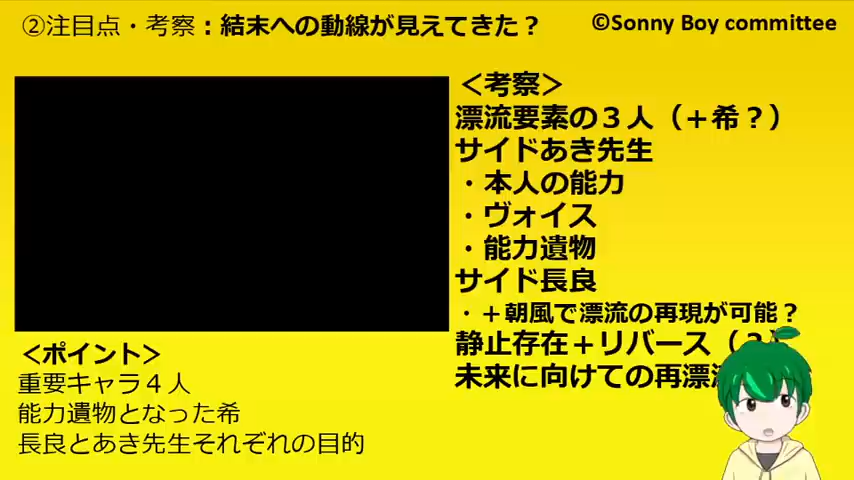 ②注目点・考察：結末への動線が見えてきた？
©Sonny Boy committee
＜考察＞
漂流要素の３人（＋希？）
サイドあき先生
・本人の能力
・ヴォイス
・能力遺物
サイド長良
・＋朝風で漂流の再現が可能？
静止存在＋リバース（？）
未来に向けての再漂
＜ポイント＞
重要キャラ４人
能力遺物となった希
長良とあき先生それぞれの目的